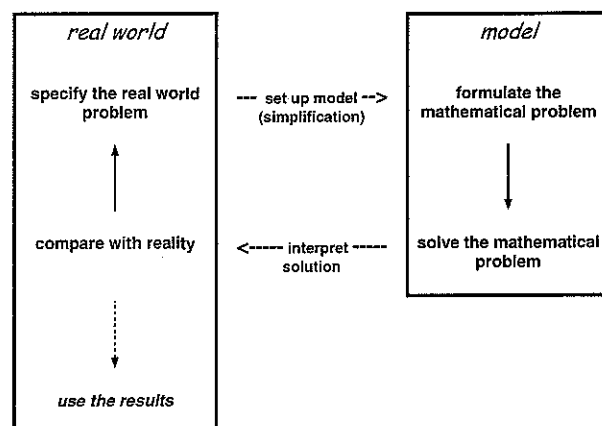 real world
model
specify the real world
problem
set up model
(simplification)
formulate the
mathematical problem
compare with reality
interpret
solution
solve the mathematical
problem
use the results